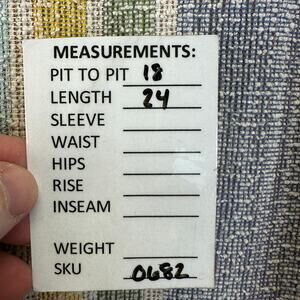 MEASUREMENTS:
PIT TO PIT 18
LENGTH 24
SLEEVE
WAIST
HIPS
RISE
INSEAM
WEIGHT
SKU 0682